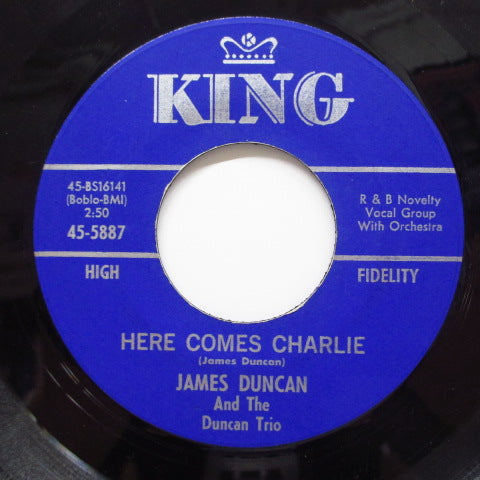 K
KING
45-BS16141
(Boblo-BMI)
2:50
45-5887
R & B Novelty
Vocal Group
With Orchestra
HIGH
FIDELITY
HERE COMES CHARLIE
(James Duncan)
JAMES DUNCAN
And The
Duncan Trio